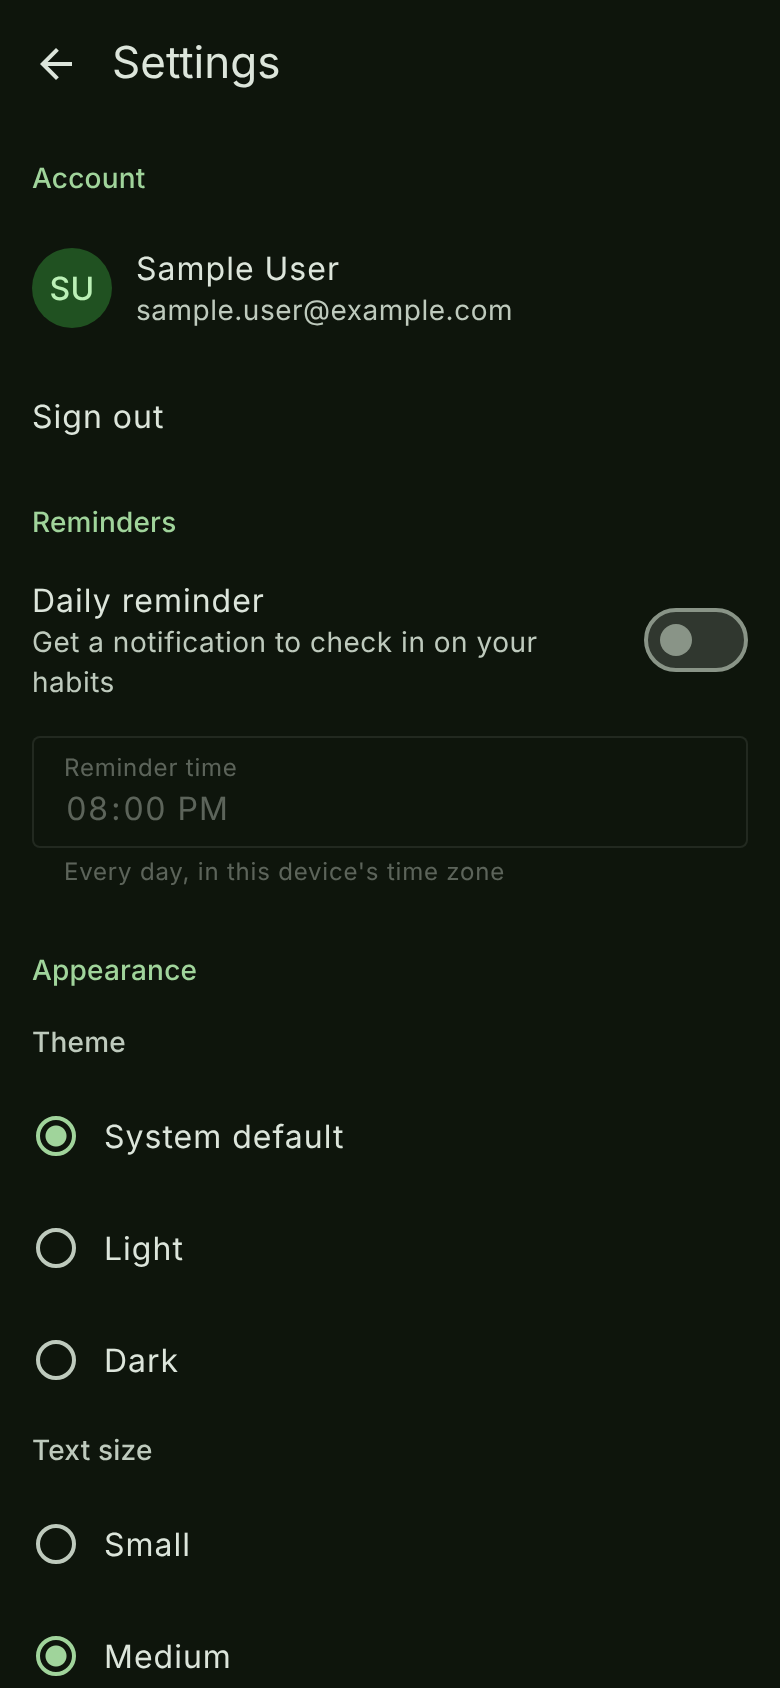 Settings
Account
SU
Sample User
sample.user@example.com
Sign out
Reminders
Daily reminder
Get a notification to check in on your
habits
Reminder time
08:00 PM
Every day, in this device's time zone
Appearance
Theme
System default
Light
Dark
Text size
Small
Medium